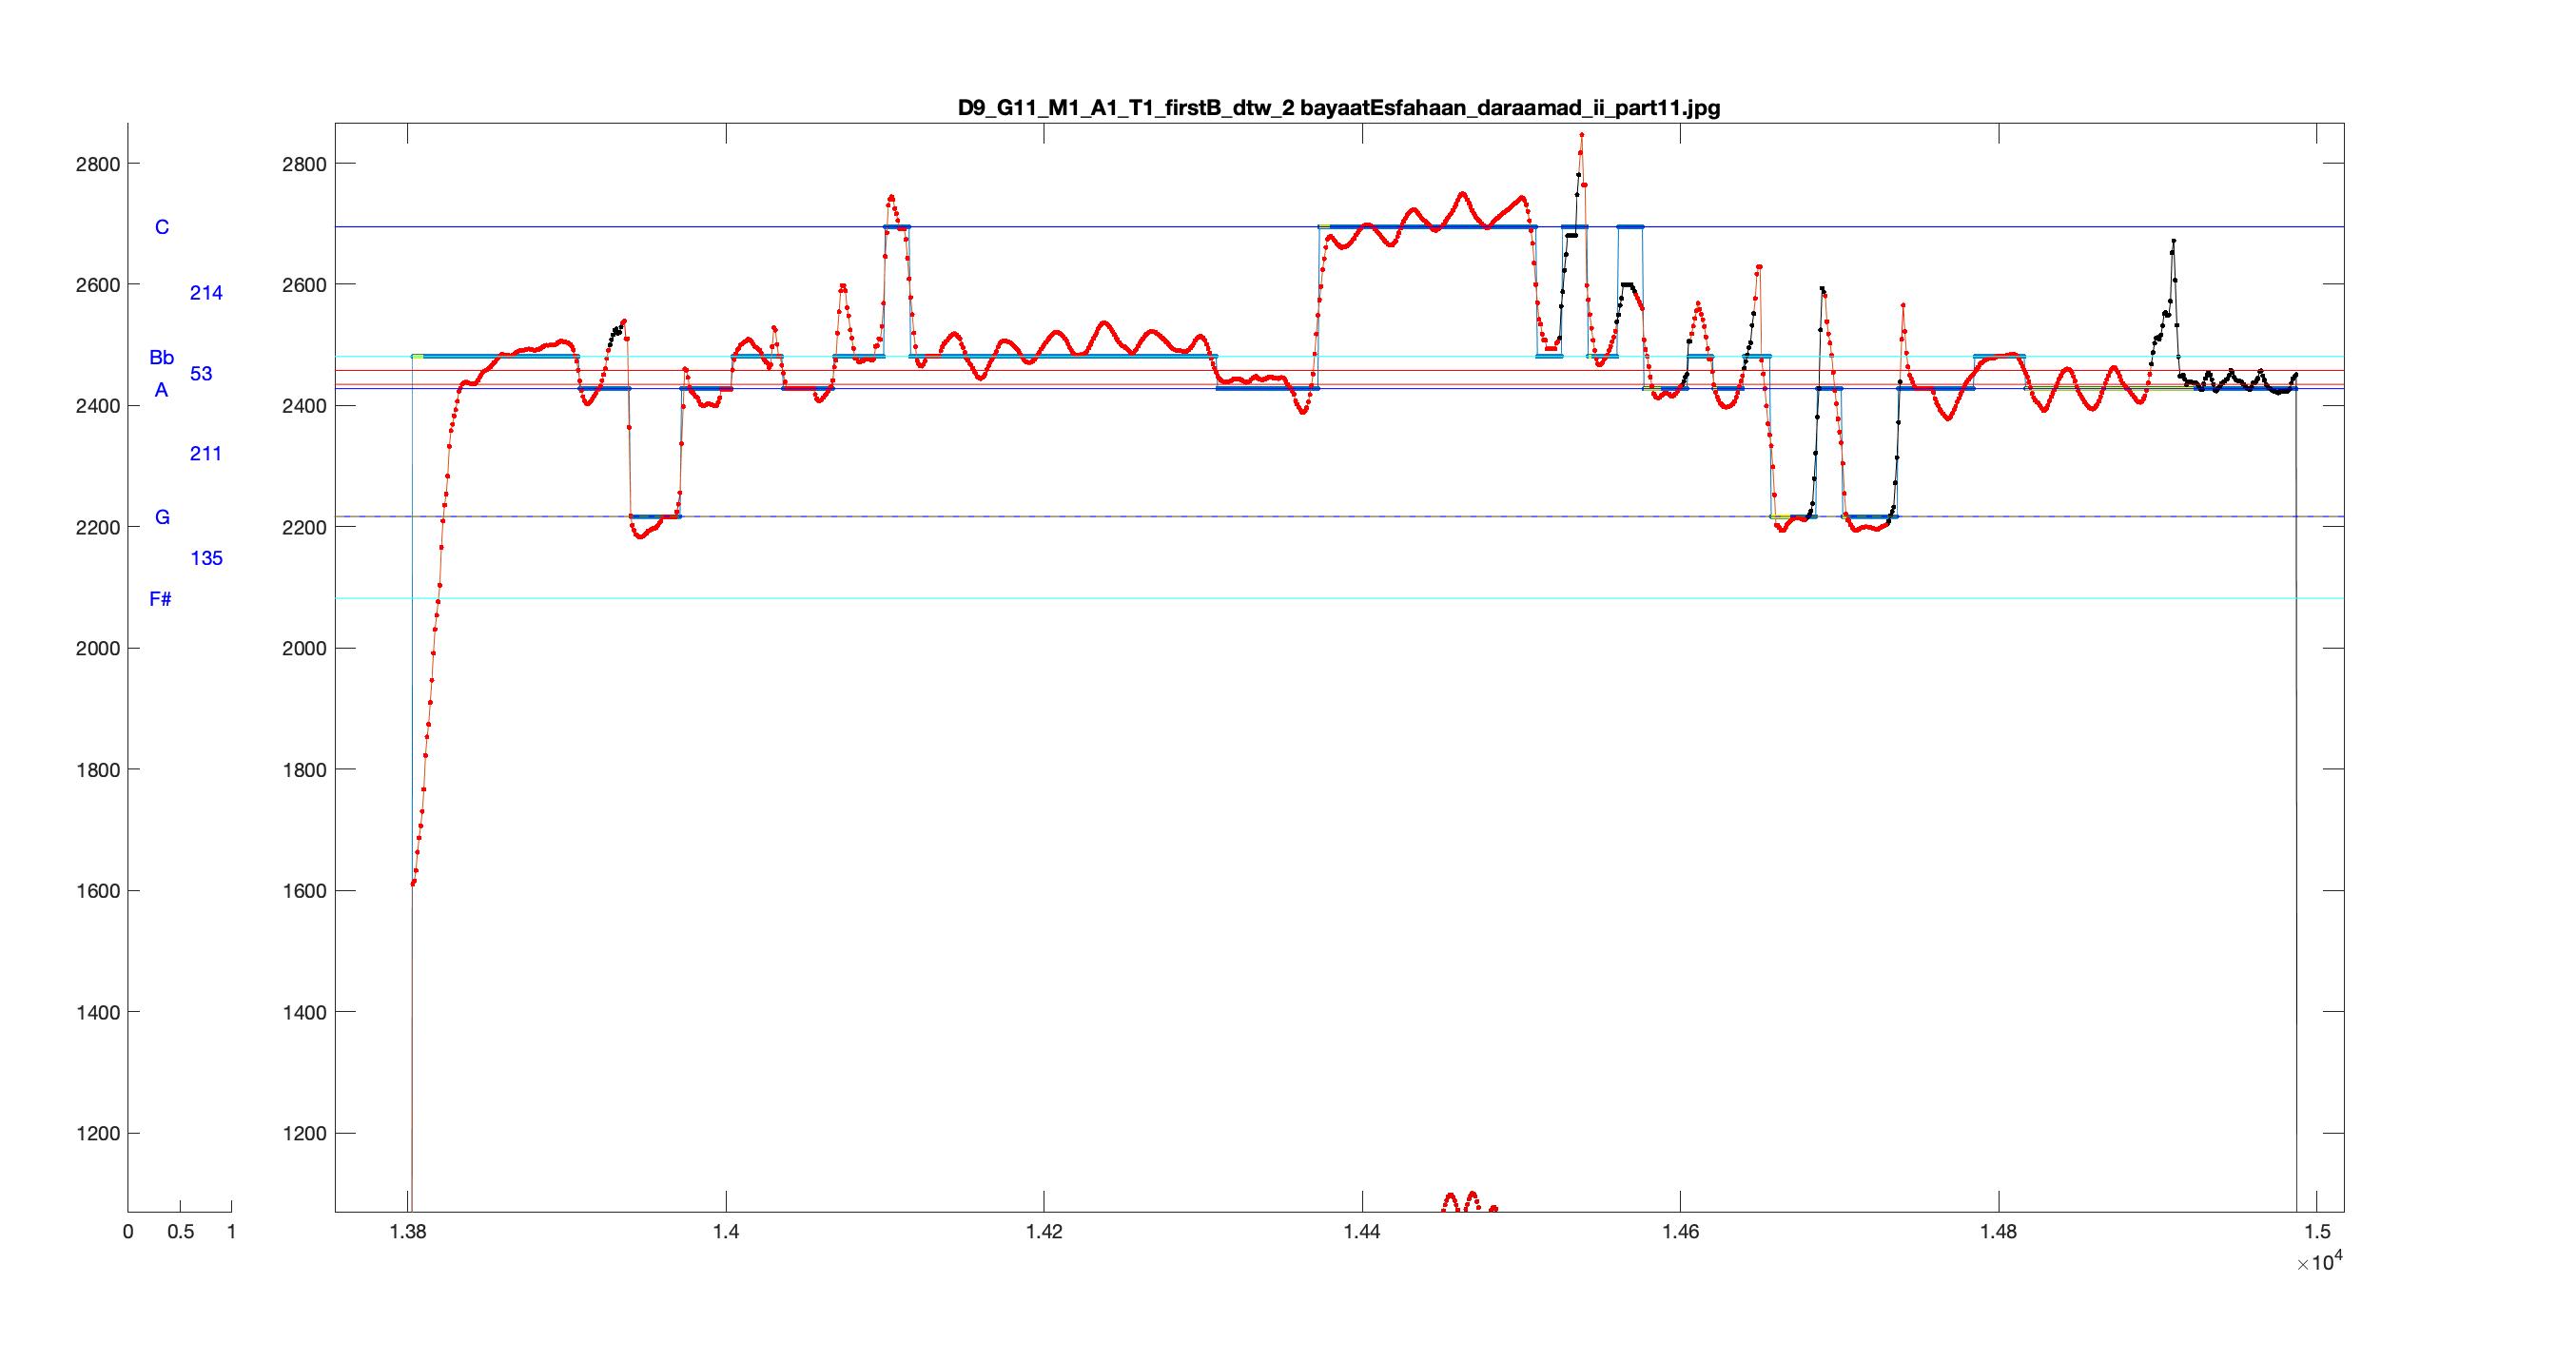 D9_G11_M1_A1_T1_firstB_dtw_2 bayaatEsfahaan_daraamad_ii_part11.jpg
2800 2800
C
2600 214 2600
Bb
53
A
2400 2400
211
G
2200 2200
135
F#
2000 2000
1800 1800
1600 1600
1400 1400
1200 1200
0 0.5 1 1.38 1.4 1.42 1.44 1.46 1.48 1.5
×10^4